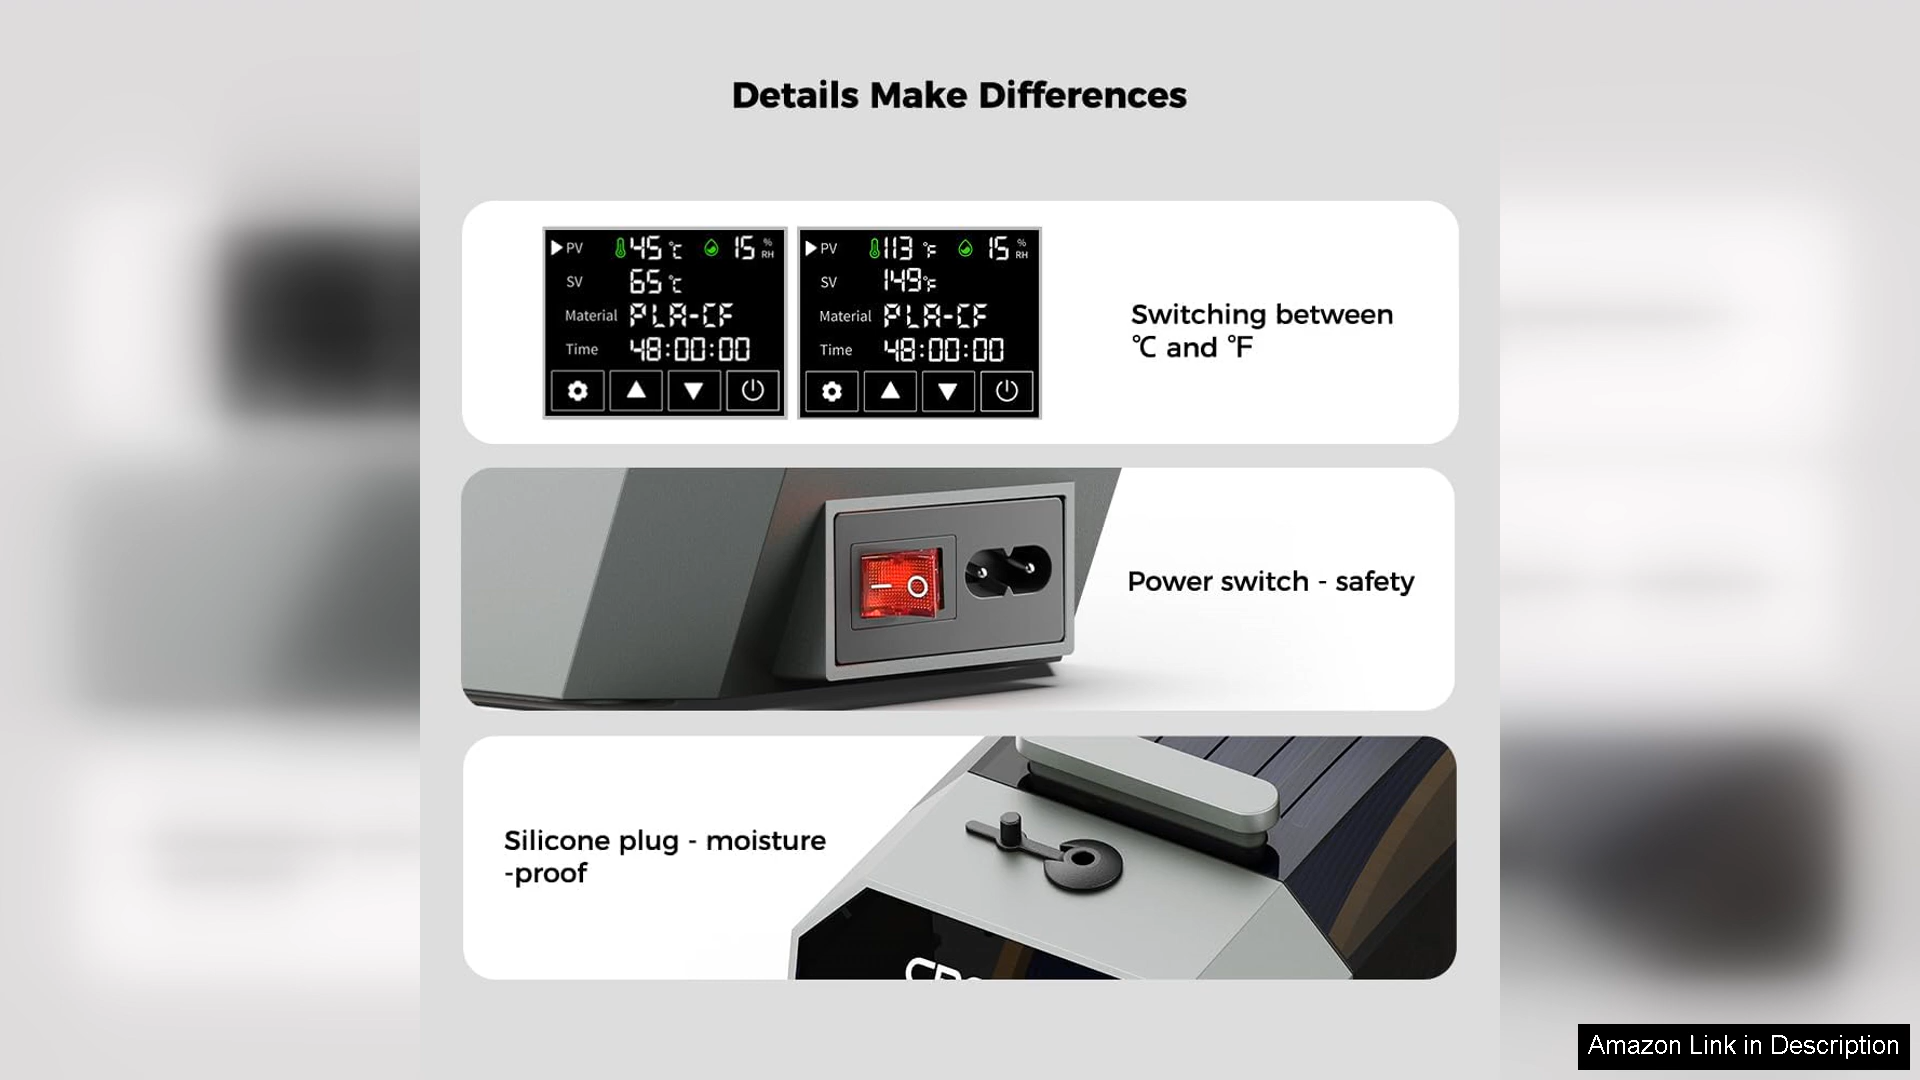 Details Make Differences
PV 45 ℃ 15 % RH
SV 65 ℃
Material PLA-CF
Time 48:00:00
PV 113 ℉ 15 % RH
SV 149 ℉
Material PLA-CF
Time 48:00:00
Switching between
℃ and ℉
Power switch - safety
Silicone plug - moisture
-proof
Amazon Link in Description